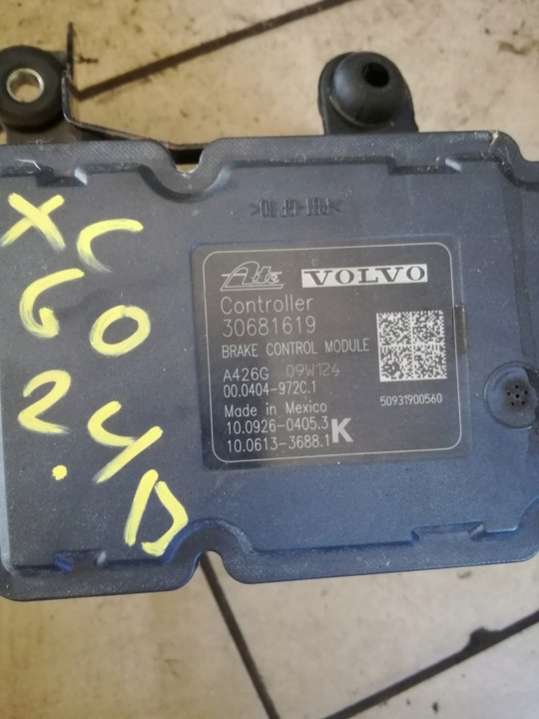 XC
60
2.4D
Ate VOLVO
Controller
30681619
BRAKE CONTROL MODULE
A426G 09W124
00.0404-972C.1
50931900560
Made in Mexico
10.0926-0405.3
10.0613-3688.1 K